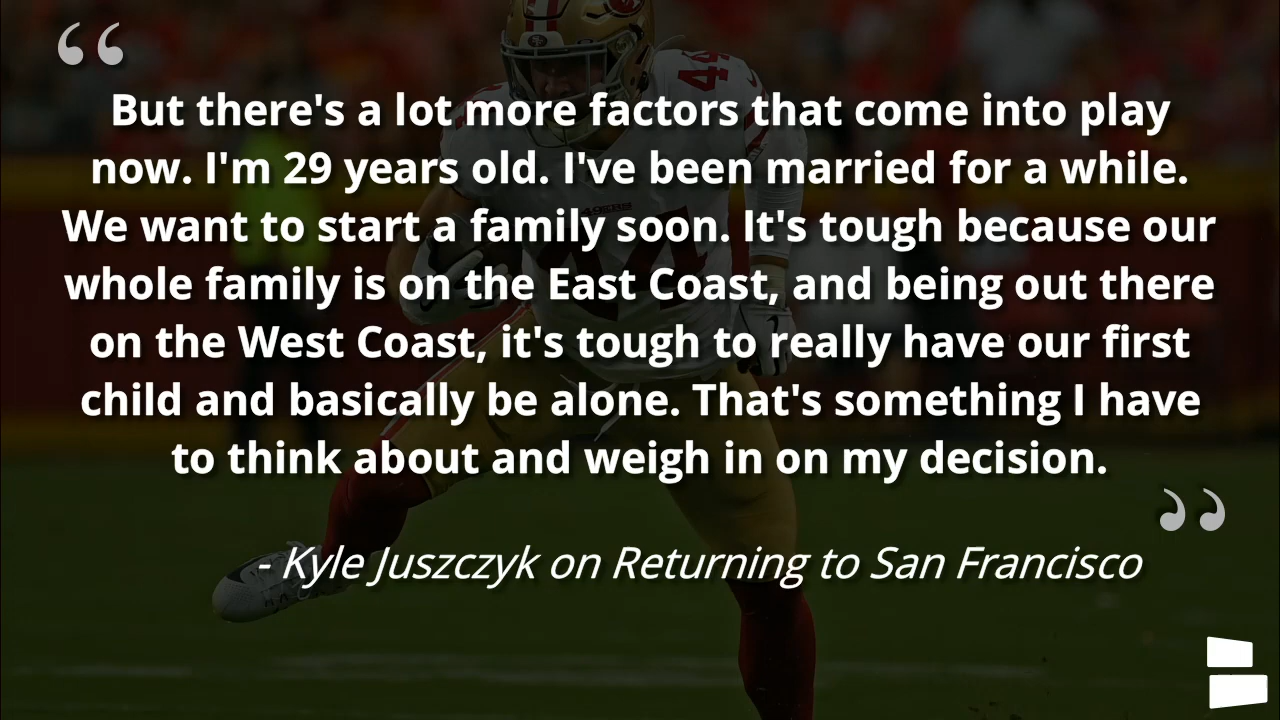 “
But there's a lot more factors that come into play
now. I'm 29 years old. I've been married for a while.
We want to start a family soon. It's tough because our
whole family is on the East Coast, and being out there
on the West Coast, it's tough to really have our first
child and basically be alone. That's something I have
to think about and weigh in on my decision.
”
- Kyle Juszczyk on Returning to San Francisco
44
49ERS
44